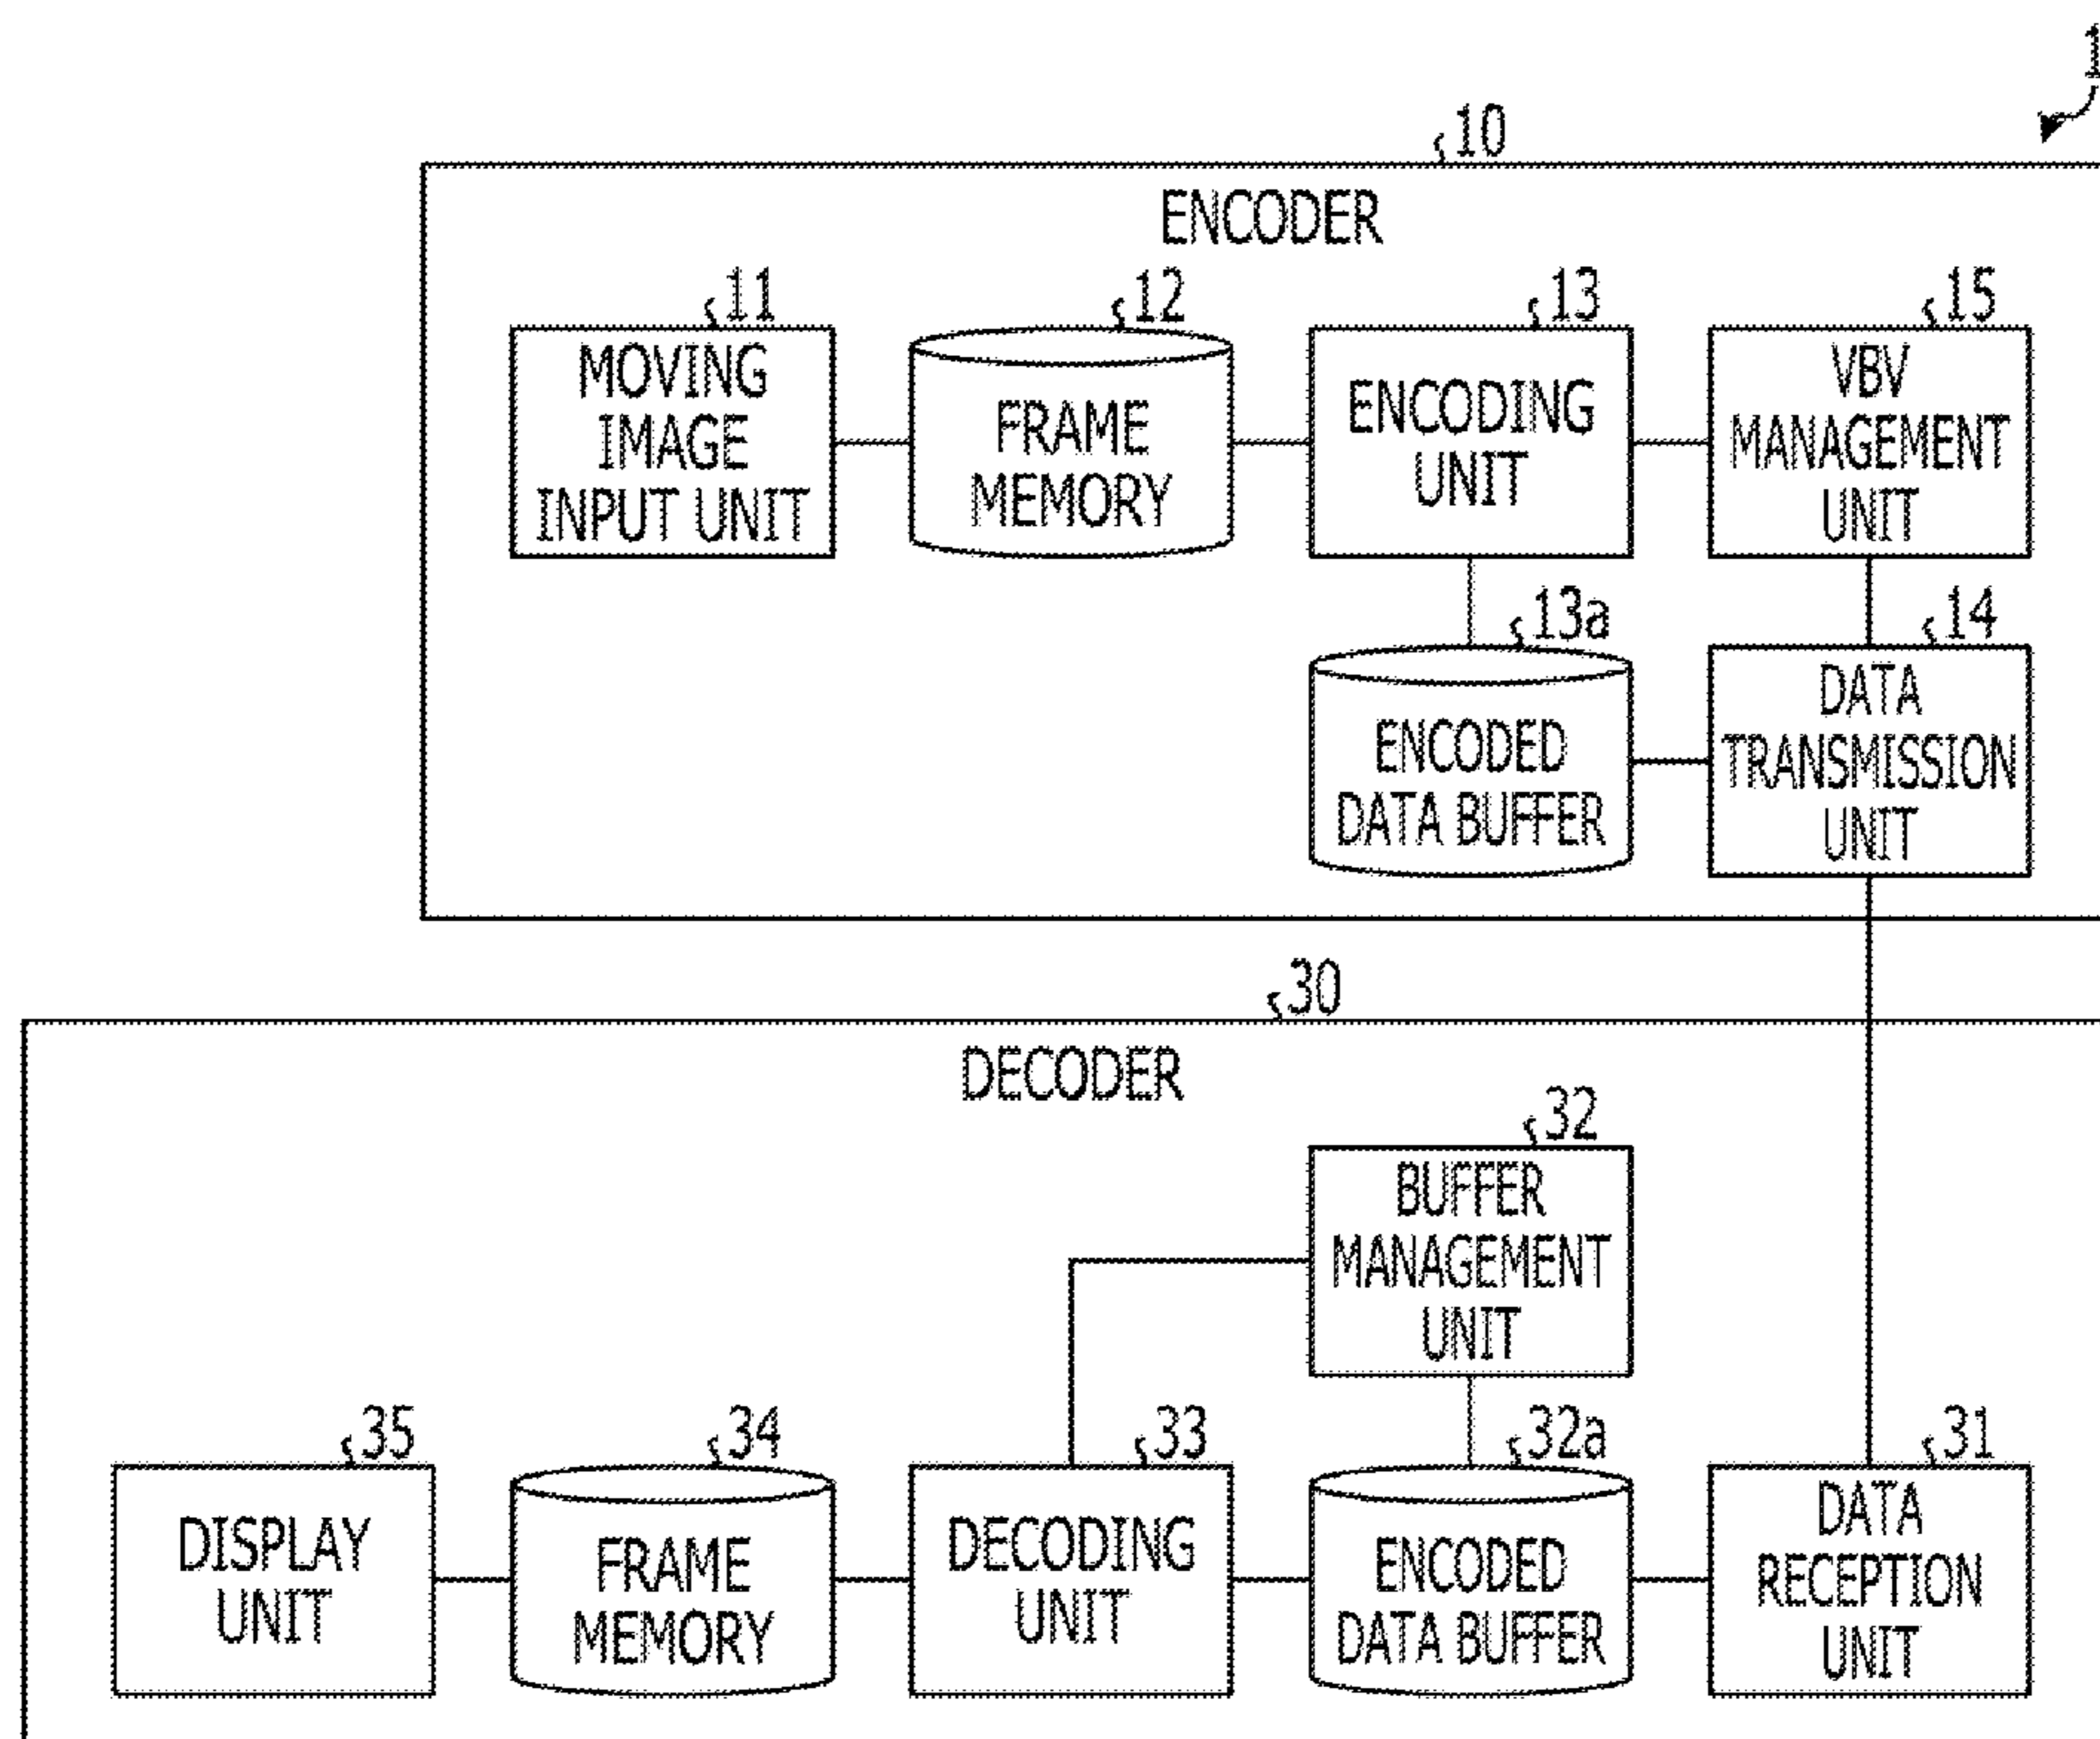 1
10
ENCODER
11
MOVING
IMAGE
INPUT UNIT
12
FRAME
MEMORY
13
ENCODING
UNIT
15
VBV
MANAGEMENT
UNIT
13a
ENCODED
DATA BUFFER
14
DATA
TRANSMISSION
UNIT
30
DECODER
32
BUFFER
MANAGEMENT
UNIT
35
DISPLAY
UNIT
34
FRAME
MEMORY
33
DECODING
UNIT
32a
ENCODED
DATA BUFFER
31
DATA
RECEPTION
UNIT